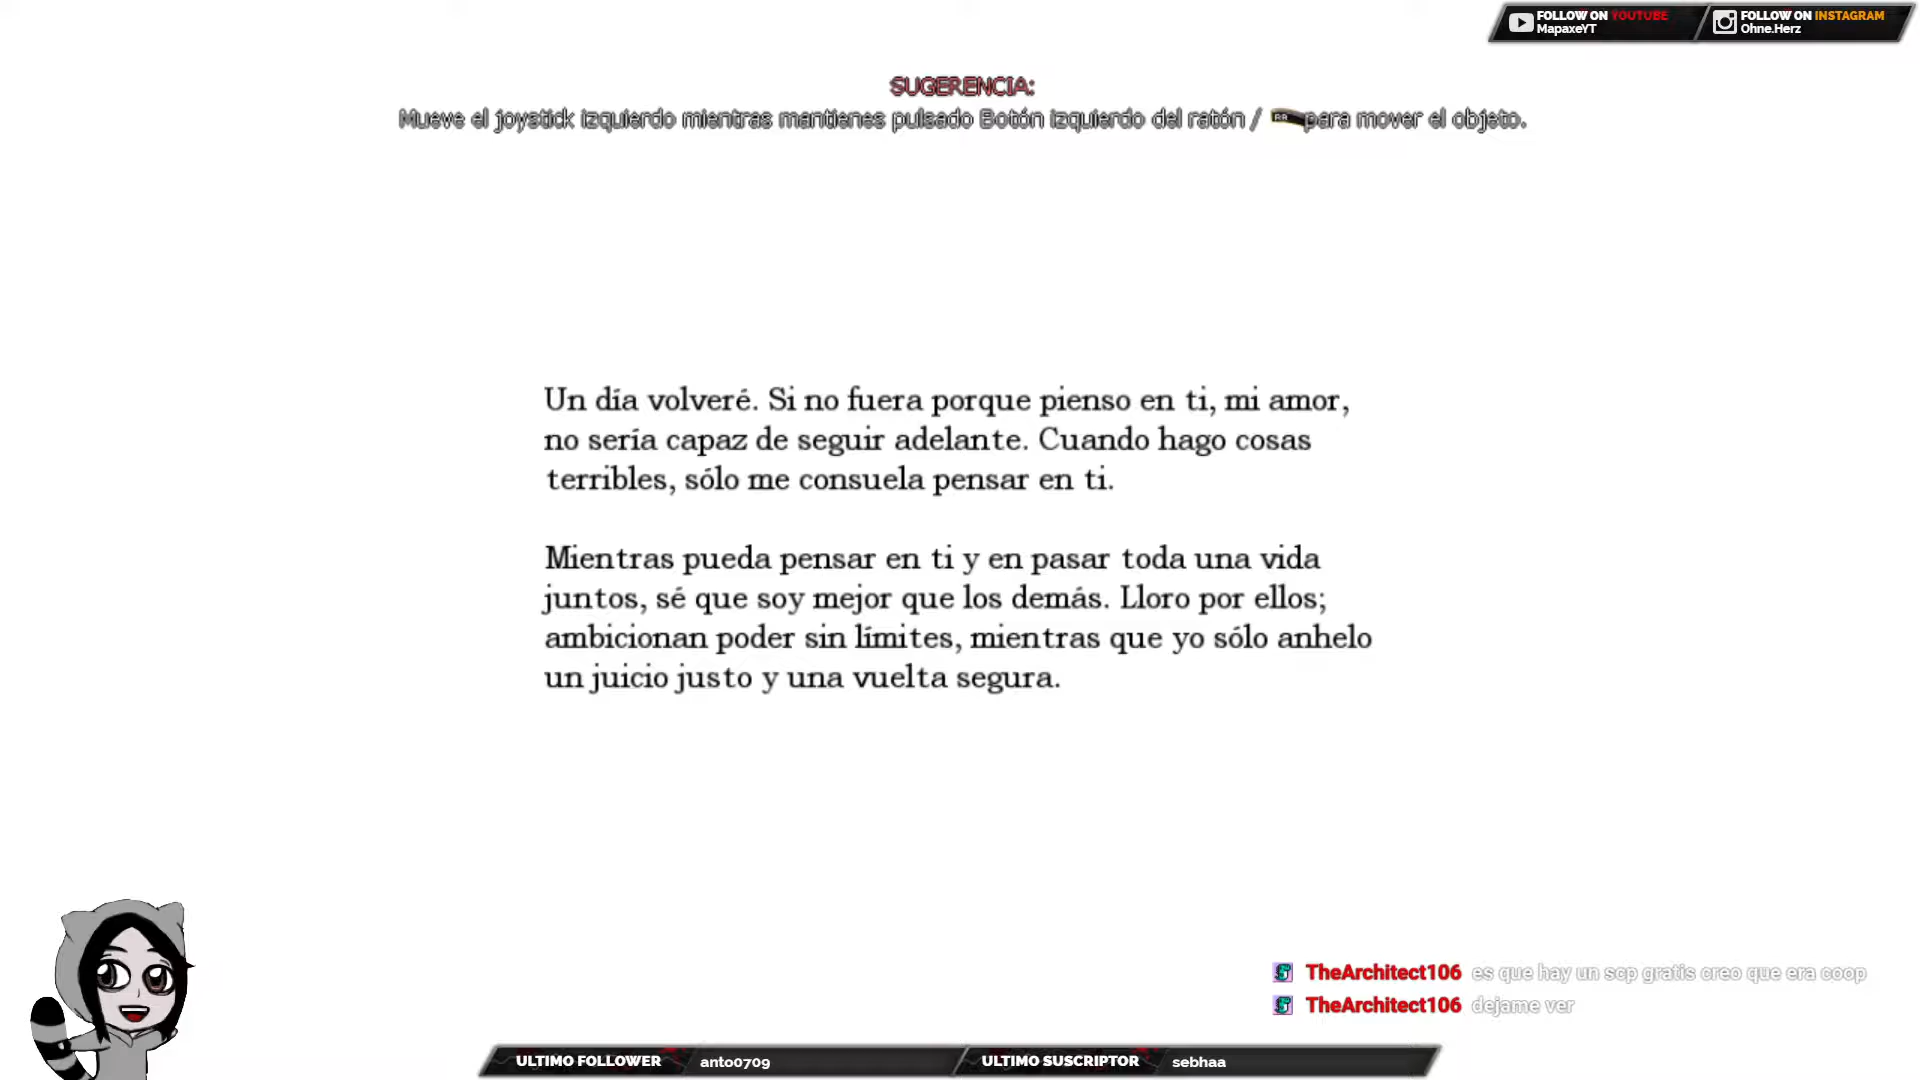 FOLLOW ON YOUTUBE
MapaxeYT
FOLLOW ON INSTAGRAM
Ohne.Herz
SUGERENCIA:
Mueve el joystick izquierdo mientras mantienes pulsado Botón izquierdo del ratón / RB para mover el objeto.
Un día volveré. Si no fuera porque pienso en ti, mi amor,
no sería capaz de seguir adelante. Cuando hago cosas
terribles, sólo me consuela pensar en ti.
Mientras pueda pensar en ti y en pasar toda una vida
juntos, sé que soy mejor que los demás. Lloro por ellos;
ambicionan poder sin límites, mientras que yo sólo anhelo
un juicio justo y una vuelta segura.
TheArchitect106 es que hay un scp gratis creo que era coop
TheArchitect106 dejame ver
ULTIMO FOLLOWER anto0709
ULTIMO SUSCRIPTOR sebhaa